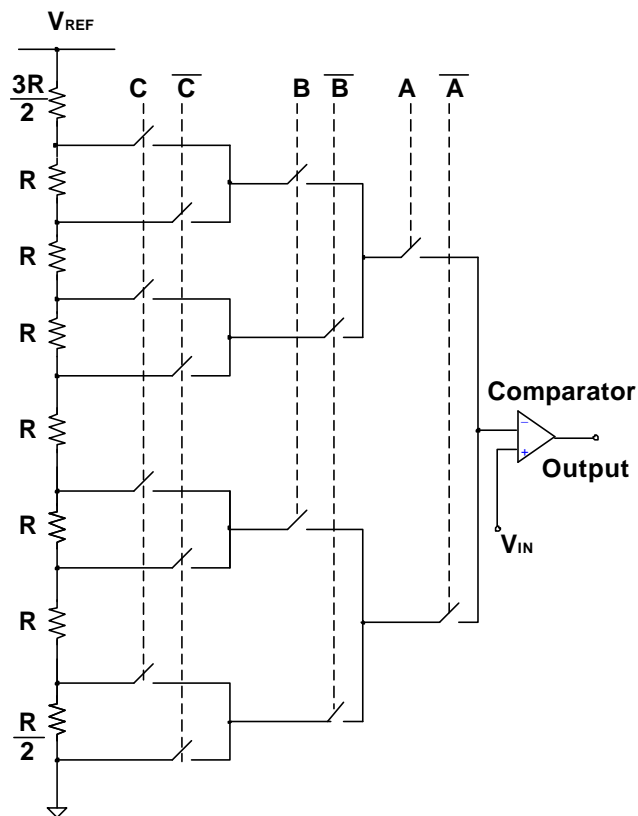 VREF
3R
2
C C̅ B B̅ A A̅
R
R
R
R
R
R
R
2
Comparator
−
+
Output
VIN